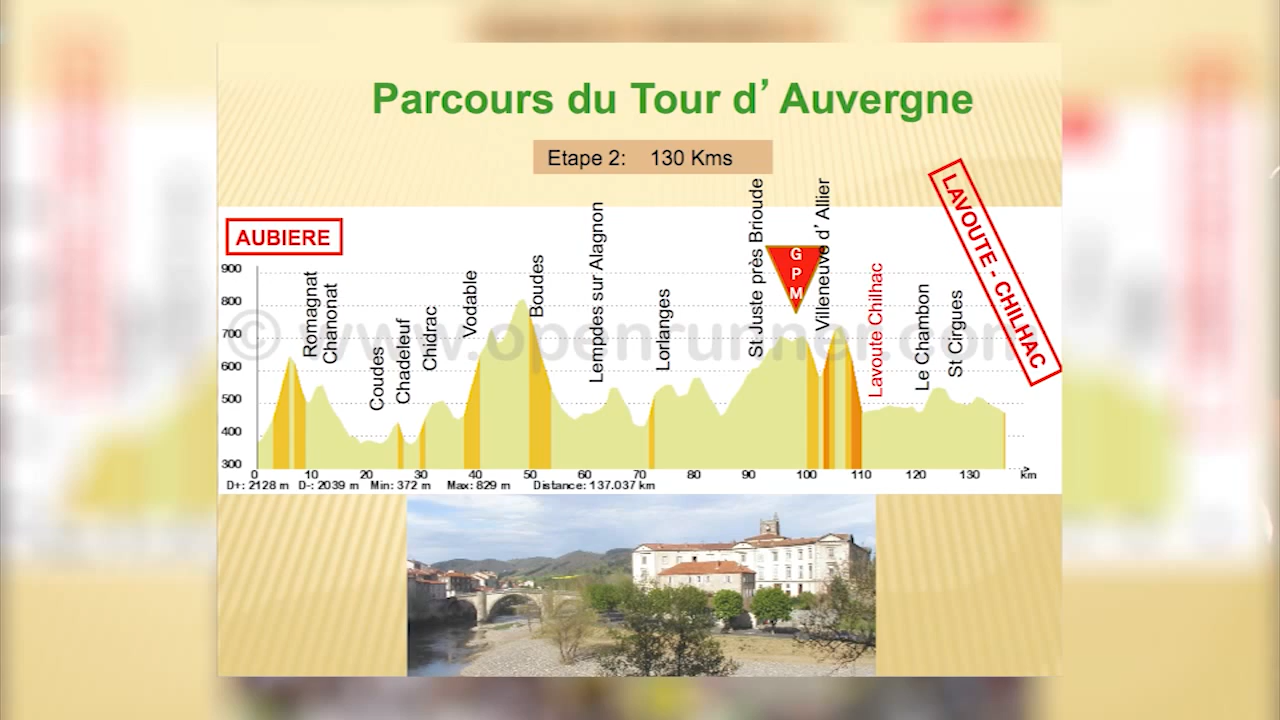 Parcours du Tour d’ Auvergne
Etape 2: 130 Kms
AUBIERE
LAVOUTE - CHILHAC
Romagnat
Chanonat
Coudes
Chadeleuf
Chidrac
Vodable
Boudes
Lempdes sur Alagnon
Lorlanges
St Juste près Brioude
G
P
M
Villeneuve d’ Allier
Lavoute Chilhac
Le Chambon
St Cirgues
© www.openrunner.com
900
800
700
600
500
400
300
0 10 20 30 40 50 60 70 80 90 100 110 120 130 km
D+: 2128 m D-: 2039 m Min: 372 m Max: 829 m Distance: 137.037 km